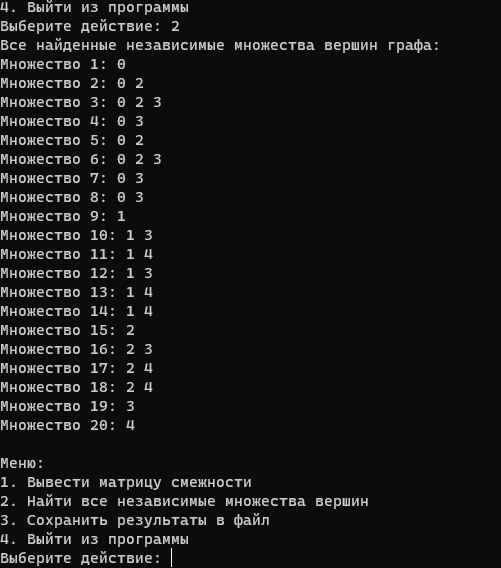 4. Выйти из программы
Выберите действие: 2
Все найденные независимые множества вершин графа:
Множество 1: 0
Множество 2: 0 2
Множество 3: 0 2 3
Множество 4: 0 3
Множество 5: 0 2
Множество 6: 0 2 3
Множество 7: 0 3
Множество 8: 0 3
Множество 9: 1
Множество 10: 1 3
Множество 11: 1 4
Множество 12: 1 3
Множество 13: 1 4
Множество 14: 1 4
Множество 15: 2
Множество 16: 2 3
Множество 17: 2 4
Множество 18: 2 4
Множество 19: 3
Множество 20: 4
Меню:
1. Вывести матрицу смежности
2. Найти все независимые множества вершин
3. Сохранить результаты в файл
4. Выйти из программы
Выберите действие: